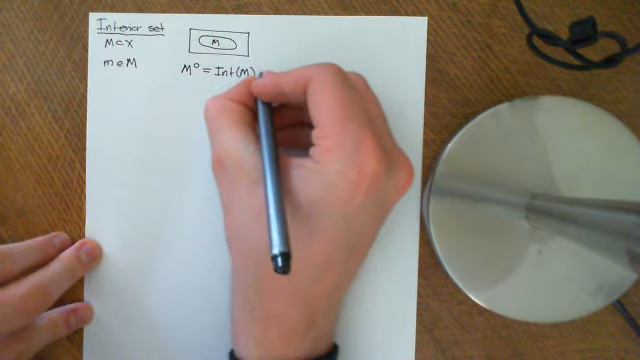 Interior set
M⊂X
M
m∈M
M° = Int(M)